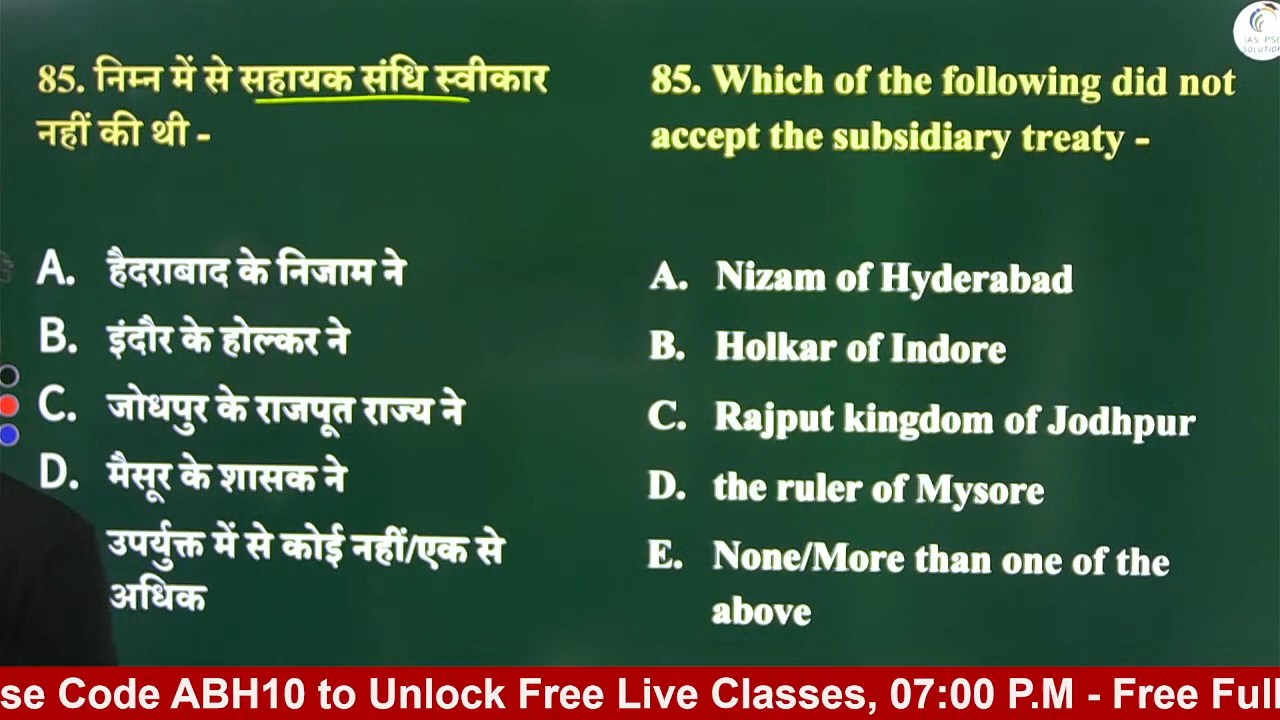 85. निम्न में से सहायक संधि स्वीकार
नहीं की थी -
A. हैदराबाद के निजाम ने
B. इंदौर के होल्कर ने
C. जोधपुर के राजपूत राज्य ने
D. मैसूर के शासक ने
उपर्युक्त में से कोई नहीं/एक से
अधिक
85. Which of the following did not
accept the subsidiary treaty -
A. Nizam of Hyderabad
B. Holkar of Indore
C. Rajput kingdom of Jodhpur
D. the ruler of Mysore
E. None/More than one of the
above
IAS PSC
SOLUTION
se Code ABH10 to Unlock Free Live Classes, 07:00 P.M - Free Full